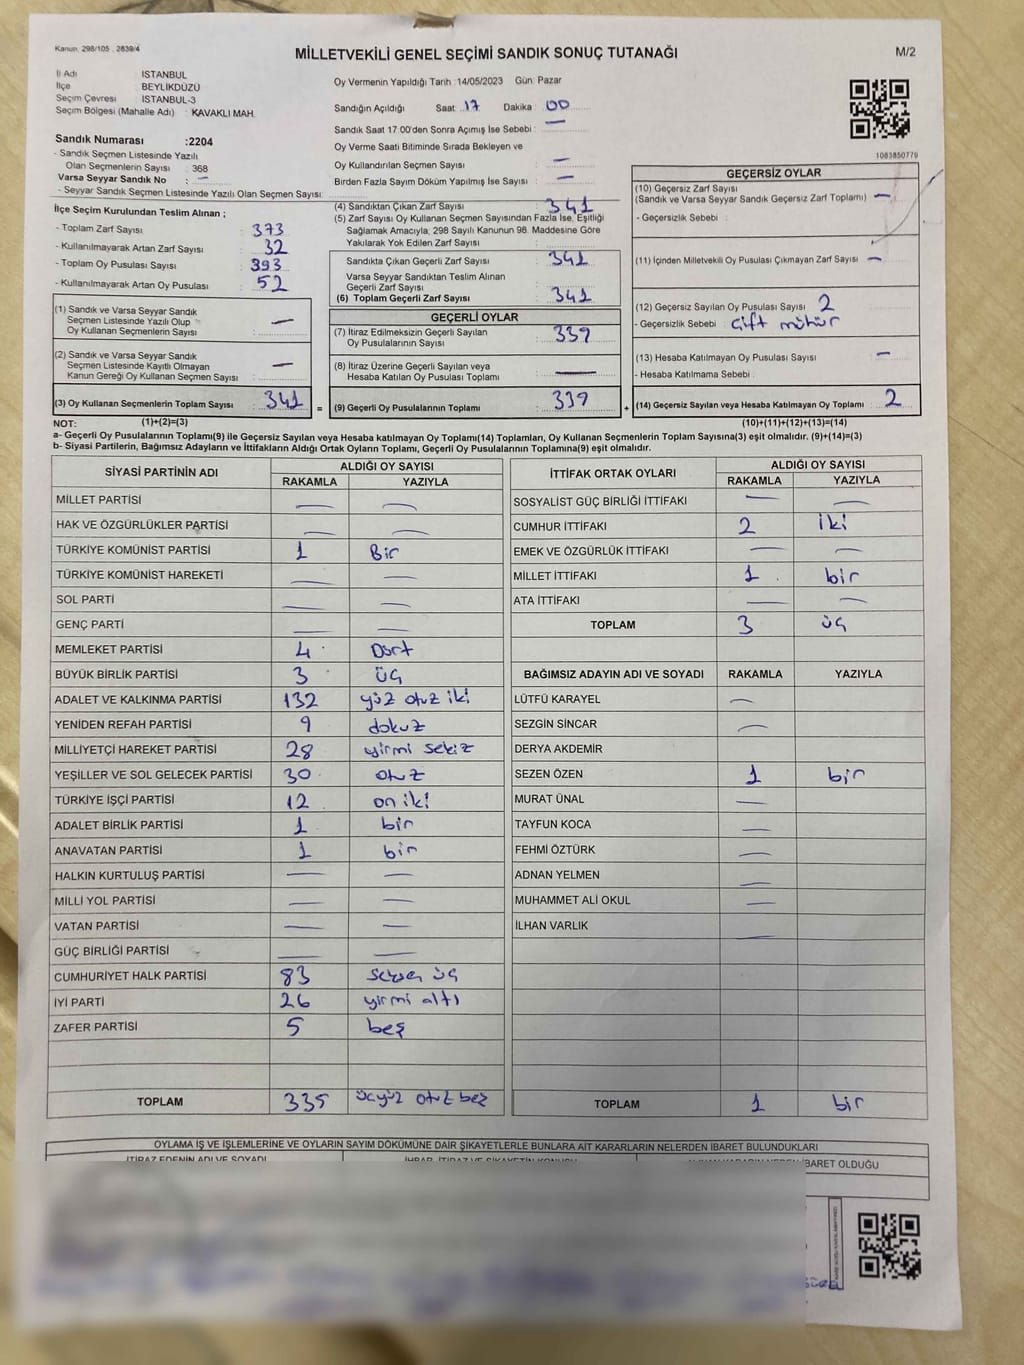 Kanun. 298/105 . 2839/4
MİLLETVEKİLİ GENEL SEÇİMİ SANDIK SONUÇ TUTANAĞI
M/2
İl Adı İSTANBUL
İlçe BEYLİKDÜZÜ
Seçim Çevresi İSTANBUL-3
Seçim Bölgesi (Mahalle Adı) : KAVAKLI MAH.
Oy Vermenin Yapıldığı Tarih :14/05/2023 Gün: Pazar
Sandığın Açıldığı Saat : 17 Dakika : 00
Sandık Saat 17:00'den Sonra Açımış İse Sebebi : —
Oy Verme Saati Bitiminde Sırada Bekleyen ve
Oy Kullandırılan Seçmen Sayısı : —
Birden Fazla Sayım Döküm Yapılmış İse Sayısı : —
1083850779
Sandık Numarası :2204
- Sandık Seçmen Listesinde Yazılı
Olan Seçmenlerin Sayısı : 368
Varsa Seyyar Sandık No : —
- Seyyar Sandık Seçmen Listesinde Yazılı Olan Seçmen Sayısı:
İlçe Seçim Kurulundan Teslim Alınan ;
- Toplam Zarf Sayısı : 373
- Kullanılmayarak Artan Zarf Sayısı : 32
- Toplam Oy Pusulası Sayısı : 393
- Kullanılmayarak Artan Oy Pusulası : 52
(1) Sandık ve Varsa Seyyar Sandık
Seçmen Listesinde Yazılı Olup
Oy Kullanan Seçmenlerin Sayısı : —
(2) Sandık ve Varsa Seyyar Sandık
Seçmen Listesinde Kayıtlı Olmayan
Kanun Gereği Oy Kullanan Seçmen Sayısı : —
(3) Oy Kullanan Seçmenlerin Toplam Sayısı : 341
(4) Sandıktan Çıkan Zarf Sayısı : 341
(5) Zarf Sayısı Oy Kullanan Seçmen Sayısından Fazla İse, Eşitliği
Sağlamak Amacıyla; 298 Sayılı Kanunun 98. Maddesine Göre
Yakılarak Yok Edilen Zarf Sayısı :
Sandıkta Çıkan Geçerli Zarf Sayısı : 341
Varsa Seyyar Sandıktan Teslim Alınan
Geçerli Zarf Sayısı :
(6) Toplam Geçerli Zarf Sayısı : 341
GEÇERLİ OYLAR
(7) İtiraz Edilmeksizin Geçerli Sayılan
Oy Pusulalarının Sayısı : 339
(8) İtiraz Üzerine Geçerli Sayılan veya
Hesaba Katılan Oy Pusulası Toplamı : —
= (9) Geçerli Oy Pusulalarının Toplamı : 339
GEÇERSİZ OYLAR
(10) Geçersiz Zarf Sayısı
(Sandık ve Varsa Seyyar Sandık Geçersiz Zarf Toplamı) : —
- Geçersizlik Sebebi :
(11) İçinden Milletvekili Oy Pusulası Çıkmayan Zarf Sayısı : —
(12) Geçersiz Sayılan Oy Pusulası Sayısı : 2
- Geçersizlik Sebebi : Çift mühür
(13) Hesaba Katılmayan Oy Pusulası Sayısı : —
- Hesaba Katılmama Sebebi :
+ (14) Geçersiz Sayılan veya Hesaba Katılmayan Oy Toplamı : 2
NOT: (1)+(2)=(3) (10)+(11)+(12)+(13)=(14)
a- Geçerli Oy Pusulalarının Toplamı(9) ile Geçersiz Sayılan veya Hesaba katılmayan Oy Toplamı(14) Toplamları, Oy Kullanan Seçmenlerin Toplam Sayısına(3) eşit olmalıdır. (9)+(14)=(3)
b- Siyasi Partilerin, Bağımsız Adayların ve İttifakların Aldığı Ortak Oyların Toplamı, Geçerli Oy Pusulalarının Toplamına(9) eşit olmalıdır.
SİYASİ PARTİNİN ADI ALDIĞI OY SAYISI
RAKAMLA YAZIYLA
MİLLET PARTİSİ — —
HAK VE ÖZGÜRLÜKLER PARTİSİ — —
TÜRKİYE KOMÜNİST PARTİSİ 1 Bir
TÜRKİYE KOMÜNİST HAREKETİ — —
SOL PARTİ — —
GENÇ PARTİ — —
MEMLEKET PARTİSİ 4 Dört
BÜYÜK BİRLİK PARTİSİ 3 üç
ADALET VE KALKINMA PARTİSİ 132 yüz otuz iki
YENİDEN REFAH PARTİSİ 9 dokuz
MİLLİYETÇİ HAREKET PARTİSİ 28 yirmi sekiz
YEŞİLLER VE SOL GELECEK PARTİSİ 30 otuz
TÜRKİYE İŞÇİ PARTİSİ 12 on iki
ADALET BİRLİK PARTİSİ 1 bir
ANAVATAN PARTİSİ 1 bir
HALKIN KURTULUŞ PARTİSİ — —
MİLLİ YOL PARTİSİ — —
VATAN PARTİSİ — —
GÜÇ BİRLİĞİ PARTİSİ — —
CUMHURİYET HALK PARTİSİ 83 seksen üç
İYİ PARTİ 26 yirmi altı
ZAFER PARTİSİ 5 beş
TOPLAM 335 üçyüz otuz beş
İTTİFAK ORTAK OYLARI ALDIĞI OY SAYISI
RAKAMLA YAZIYLA
SOSYALİST GÜÇ BİRLİĞİ İTTİFAKI — —
CUMHUR İTTİFAKI 2 iki
EMEK VE ÖZGÜRLÜK İTTİFAKI — —
MİLLET İTTİFAKI 1 bir
ATA İTTİFAKI — —
TOPLAM 3 üç
BAĞIMSIZ ADAYIN ADI VE SOYADI RAKAMLA YAZIYLA
LÜTFÜ KARAYEL —
SEZGİN SİNCAR —
DERYA AKDEMİR
SEZEN ÖZEN 1 bir
MURAT ÜNAL —
TAYFUN KOCA —
FEHMİ ÖZTÜRK —
ADNAN YELMEN —
MUHAMMET ALİ OKUL —
İLHAN VARLIK —
TOPLAM 1 bir
OYLAMA İŞ VE İŞLEMLERİNE VE OYLARIN SAYIM DÖKÜMÜNE DAİR ŞİKAYETLERLE BUNLARA AİT KARARLARIN NELERDEN İBARET BULUNDUKLARI
İTİRAZ EDENİN ADI VE SOYADI İHBAR, İTİRAZ VE ŞİKAYETİN KONUSU İBARET OLDUĞU